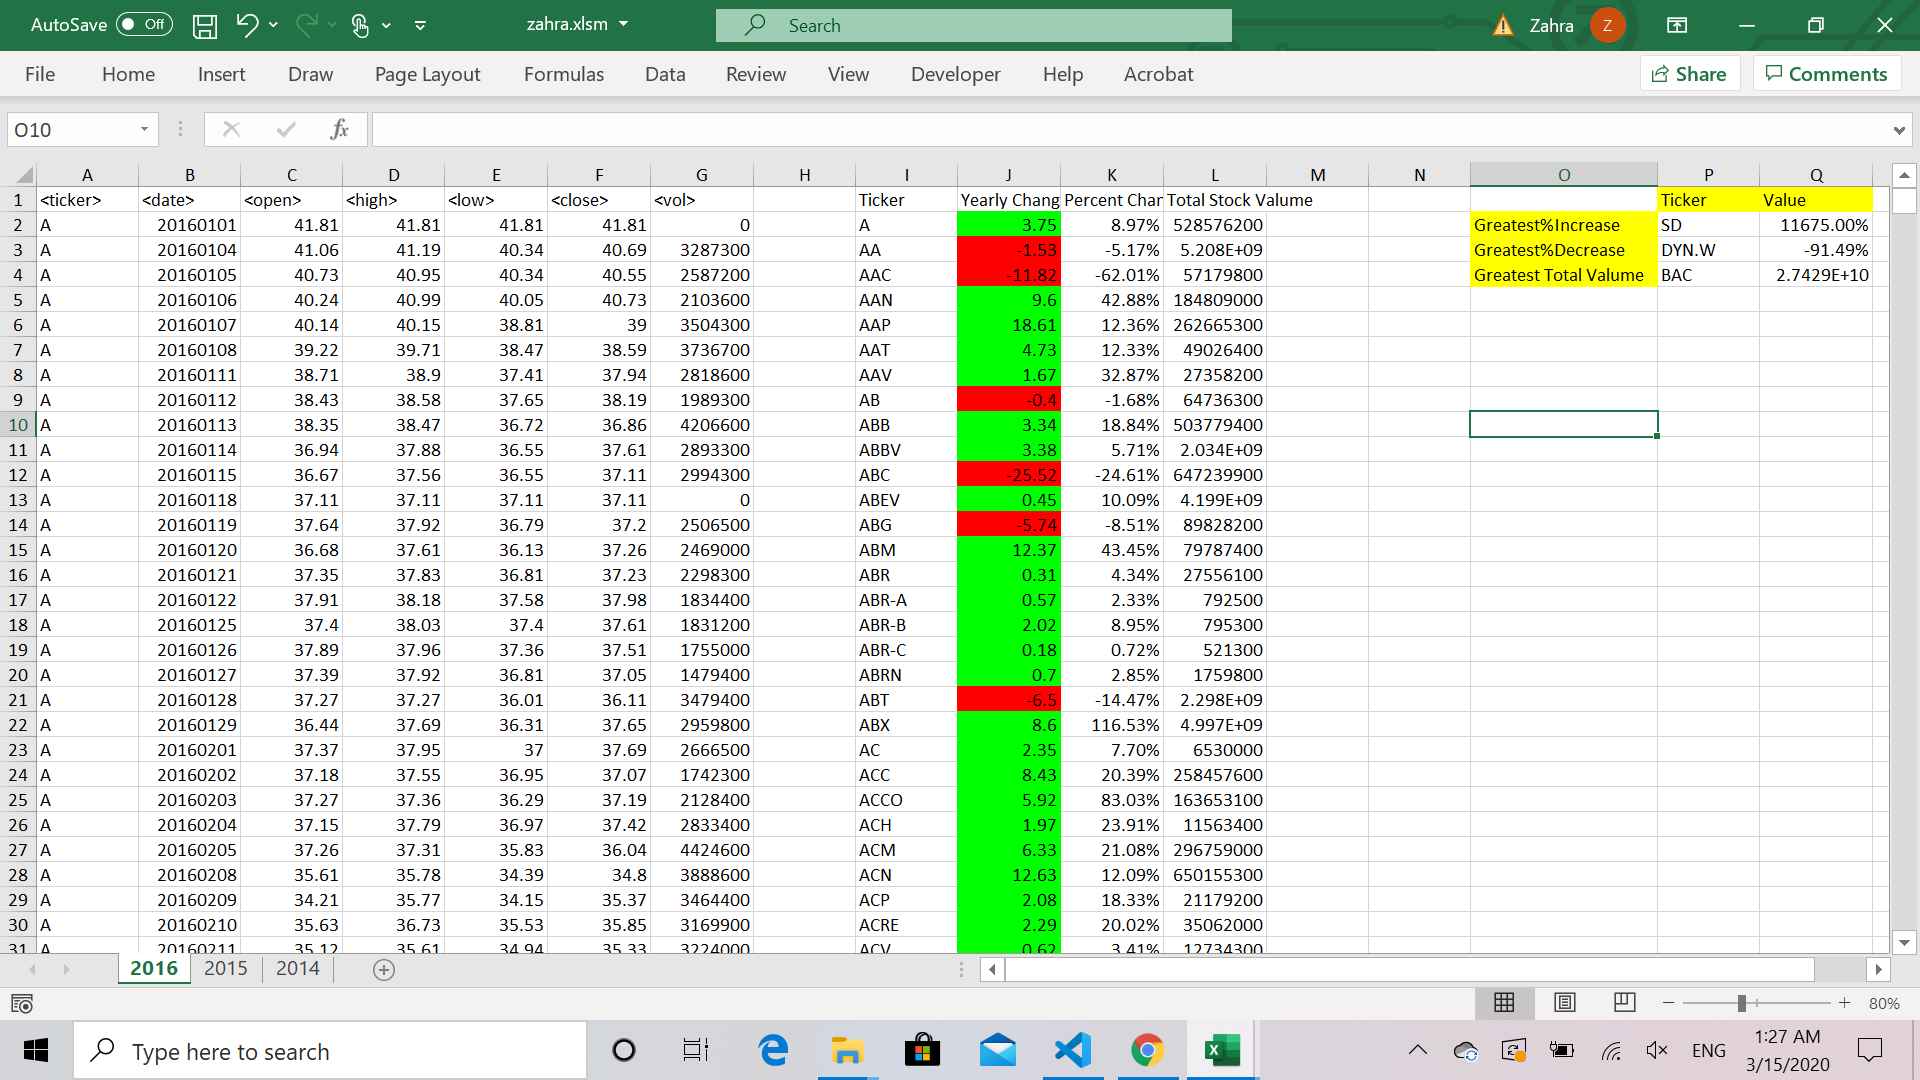 AutoSave Off zahra.xlsm Search Zahra Z
File Home Insert Draw Page Layout Formulas Data Review View Developer Help Acrobat Share Comments
O10 fx
A B C D E F G H I J K L M N O P Q
1 <ticker> <date> <open> <high> <low> <close> <vol> Ticker Yearly Chang Percent Char Total Stock Valume Ticker Value
2 A 20160101 41.81 41.81 41.81 41.81 0 A 3.75 8.97% 528576200 Greatest%Increase SD 11675.00%
3 A 20160104 41.06 41.19 40.34 40.69 3287300 AA -1.53 -5.17% 5.208E+09 Greatest%Decrease DYN.W -91.49%
4 A 20160105 40.73 40.95 40.34 40.55 2587200 AAC -11.82 -62.01% 57179800 Greatest Total Valume BAC 2.7429E+10
5 A 20160106 40.24 40.99 40.05 40.73 2103600 AAN 9.6 42.88% 184809000
6 A 20160107 40.14 40.15 38.81 39 3504300 AAP 18.61 12.36% 262665300
7 A 20160108 39.22 39.71 38.47 38.59 3736700 AAT 4.73 12.33% 49026400
8 A 20160111 38.71 38.9 37.41 37.94 2818600 AAV 1.67 32.87% 27358200
9 A 20160112 38.43 38.58 37.65 38.19 1989300 AB -0.4 -1.68% 64736300
10 A 20160113 38.35 38.47 36.72 36.86 4206600 ABB 3.34 18.84% 503779400
11 A 20160114 36.94 37.88 36.55 37.61 2893300 ABBV 3.38 5.71% 2.034E+09
12 A 20160115 36.67 37.56 36.55 37.11 2994300 ABC -25.52 -24.61% 647239900
13 A 20160118 37.11 37.11 37.11 37.11 0 ABEV 0.45 10.09% 4.199E+09
14 A 20160119 37.64 37.92 36.79 37.2 2506500 ABG -5.74 -8.51% 89828200
15 A 20160120 36.68 37.61 36.13 37.26 2469000 ABM 12.37 43.45% 79787400
16 A 20160121 37.35 37.83 36.81 37.23 2298300 ABR 0.31 4.34% 27556100
17 A 20160122 37.91 38.18 37.58 37.98 1834400 ABR-A 0.57 2.33% 792500
18 A 20160125 37.4 38.03 37.4 37.61 1831200 ABR-B 2.02 8.95% 795300
19 A 20160126 37.89 37.96 37.36 37.51 1755000 ABR-C 0.18 0.72% 521300
20 A 20160127 37.39 37.92 36.81 37.05 1479400 ABRN 0.7 2.85% 1759800
21 A 20160128 37.27 37.27 36.01 36.11 3479400 ABT -6.5 -14.47% 2.298E+09
22 A 20160129 36.44 37.69 36.31 37.65 2959800 ABX 8.6 116.53% 4.997E+09
23 A 20160201 37.37 37.95 37 37.69 2666500 AC 2.35 7.70% 6530000
24 A 20160202 37.18 37.55 36.95 37.07 1742300 ACC 8.43 20.39% 258457600
25 A 20160203 37.27 37.36 36.29 37.19 2128400 ACCO 5.92 83.03% 163653100
26 A 20160204 37.15 37.79 36.97 37.42 2833400 ACH 1.97 23.91% 11563400
27 A 20160205 37.26 37.31 35.83 36.04 4424600 ACM 6.33 21.08% 296759000
28 A 20160208 35.61 35.78 34.39 34.8 3888600 ACN 12.63 12.09% 650155300
29 A 20160209 34.21 35.77 34.15 35.37 3464400 ACP 2.08 18.33% 21179200
30 A 20160210 35.63 36.73 35.53 35.85 3169900 ACRE 2.29 20.02% 35062000
31 A 20160211 35.12 35.61 34.94 35.33 3224000 ACV 0.62 3.41% 12734300
2016 2015 2014
80%
Type here to search ENG 1:27 AM
3/15/2020